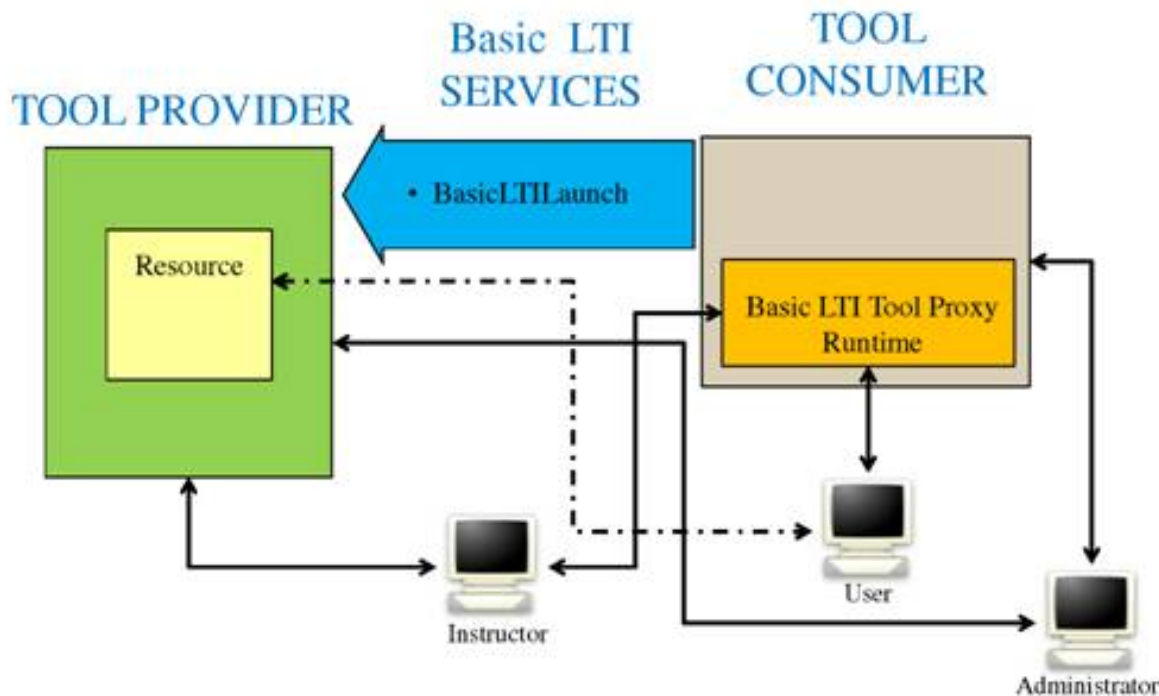 Basic LTI
SERVICES
TOOL
CONSUMER
TOOL PROVIDER
• BasicLTILaunch
Resource
Basic LTI Tool Proxy
Runtime
User
Instructor
Administrator